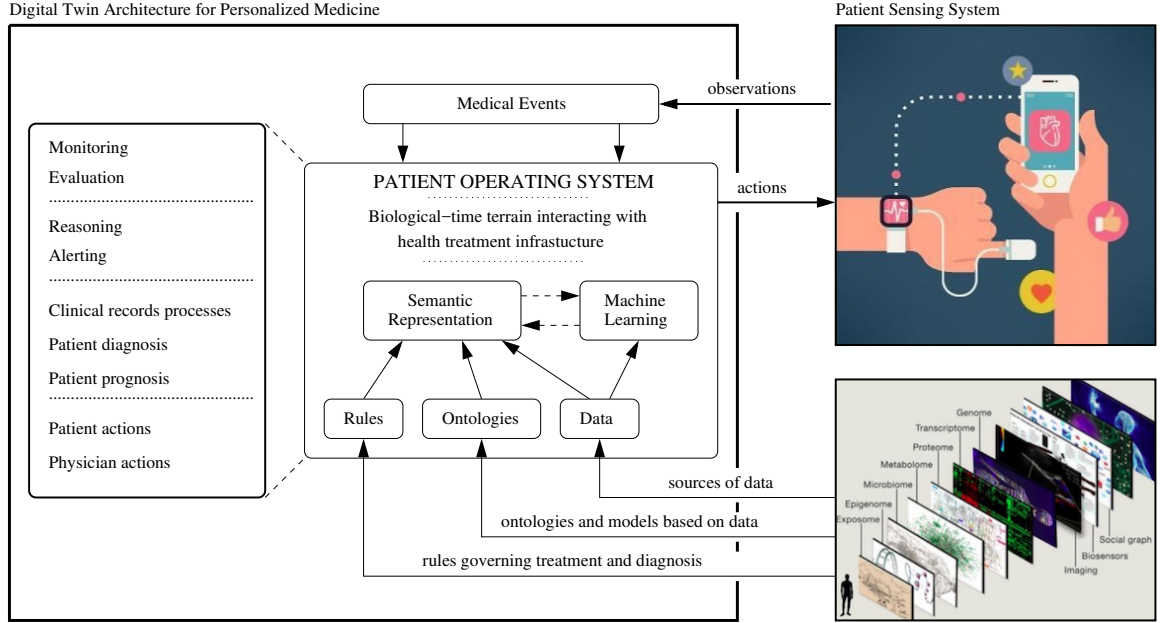 Digital Twin Architecture for Personalized Medicine
Patient Sensing System
Medical Events
observations
Monitoring
Evaluation
Reasoning
Alerting
Clinical records processes
Patient diagnosis
Patient prognosis
Patient actions
Physician actions
PATIENT OPERATING SYSTEM
Biological−time terrain interacting with
health treatment infrastucture
actions
Semantic
Representation
Machine
Learning
Rules
Ontologies
Data
sources of data
ontologies and models based on data
rules governing treatment and diagnosis
Genome
Transcriptome
Proteome
Metabolome
Microbiome
Epigenome
Exposome
Social graph
Biosensors
Imaging